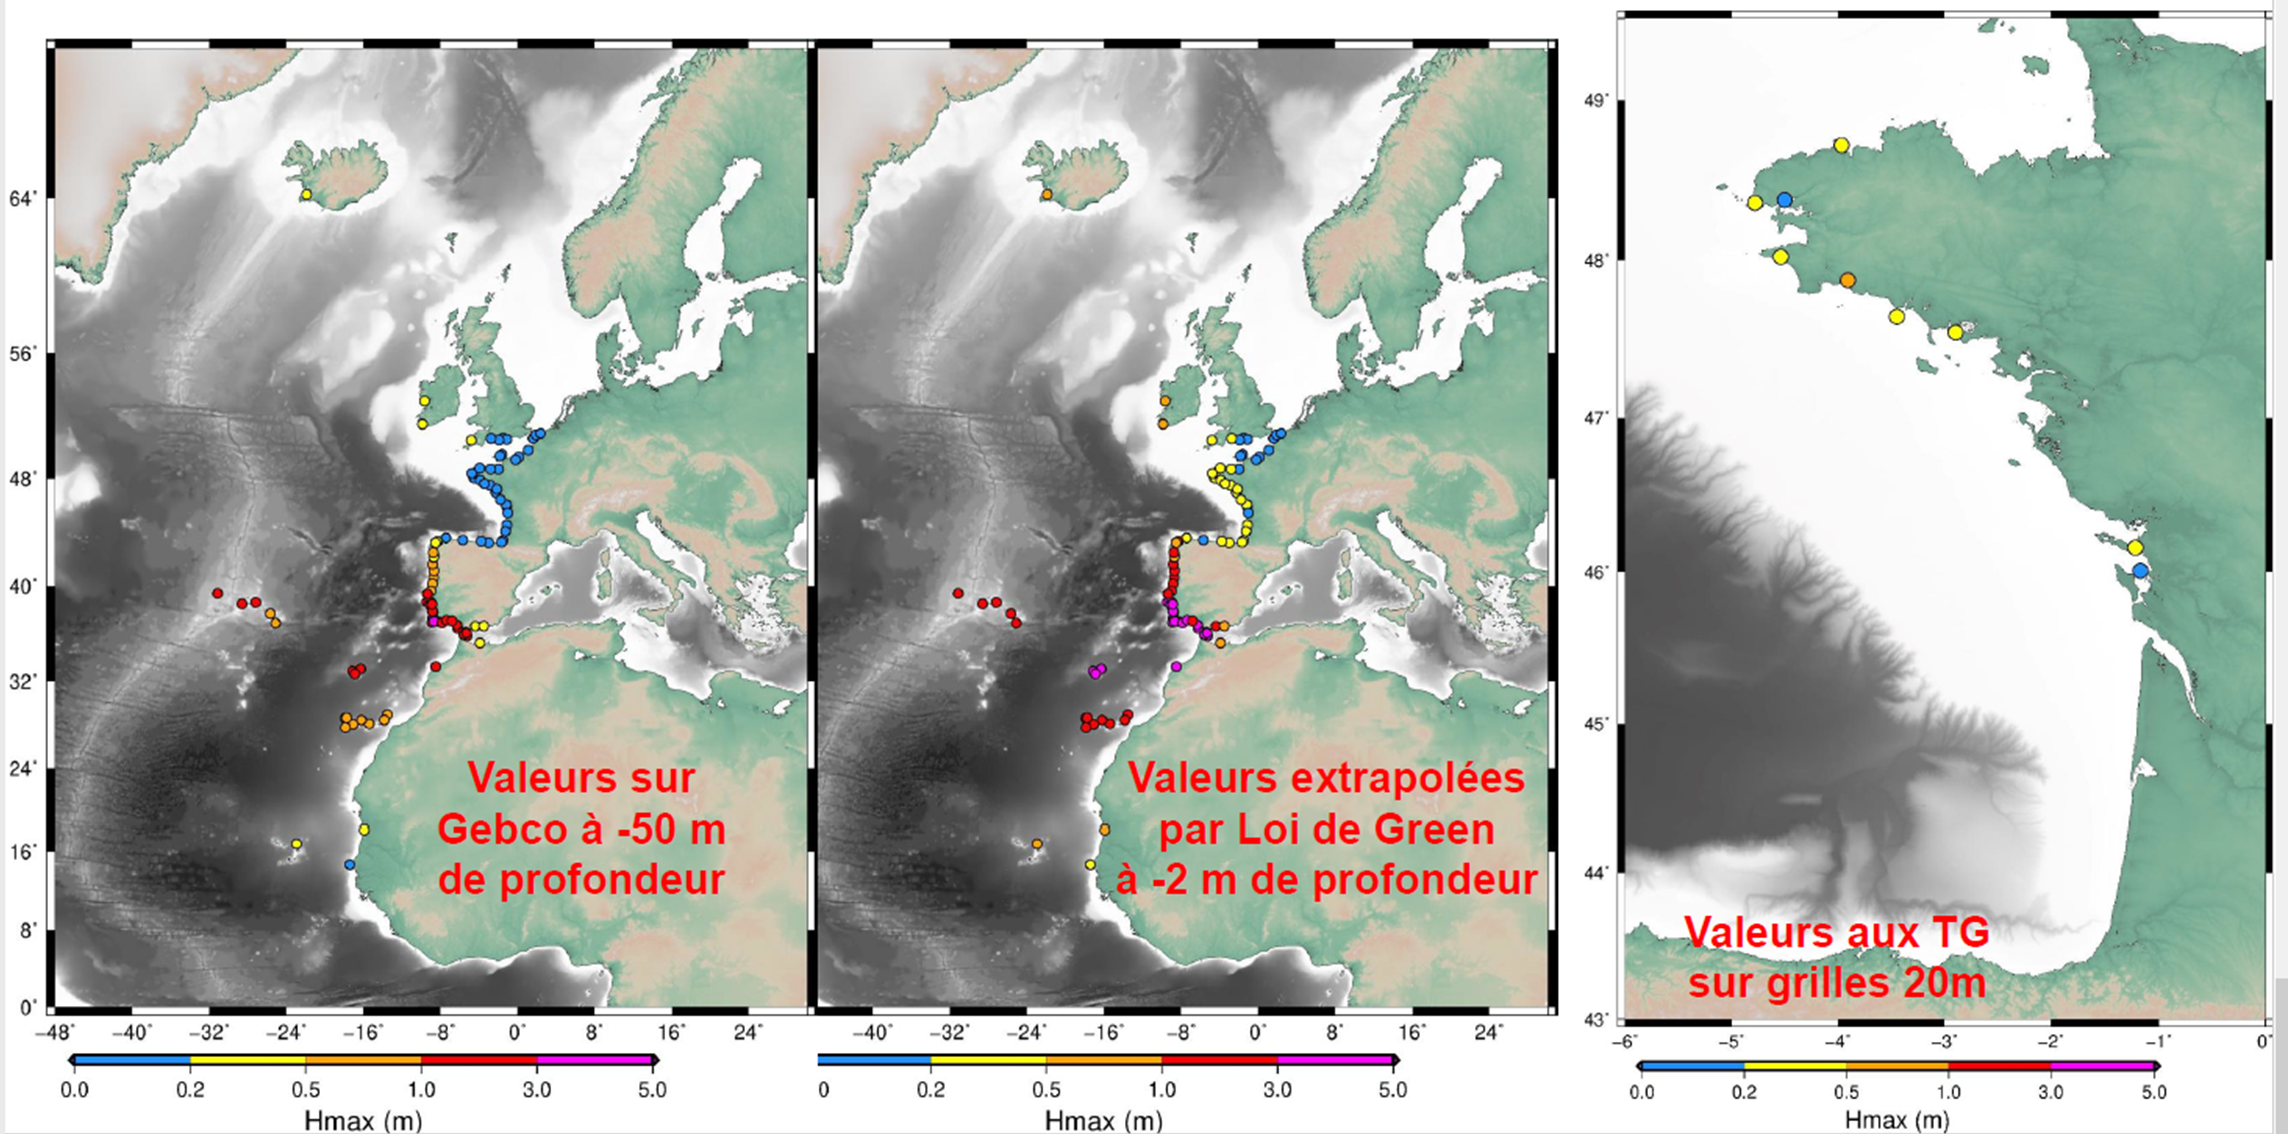 64°
56°
48°
40°
32°
24°
16°
8°
0°
Valeurs sur
Gebco à -50 m
de profondeur
-48° -40° -32° -24° -16° -8° 0° 8° 16° 24°
0.0 0.2 0.5 1.0 3.0 5.0
Hmax (m)
Valeurs extrapolées
par Loi de Green
à -2 m de profondeur
-40° -32° -24° -16° -8° 0° 8° 16° 24°
0 0.2 0.5 1.0 3.0 5.0
Hmax (m)
49°
48°
47°
46°
45°
44°
43°
Valeurs aux TG
sur grilles 20m
-6° -5° -4° -3° -2° -1° 0°
0.0 0.2 0.5 1.0 3.0 5.0
Hmax (m)